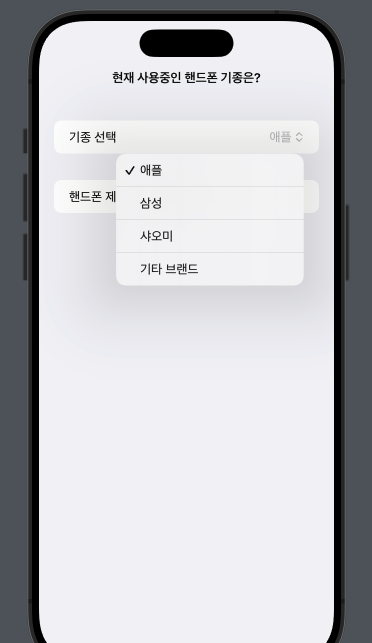 현재 사용중인 핸드폰 기종은?
기종 선택 애플
애플
핸드폰 제
삼성
샤오미
기타 브랜드